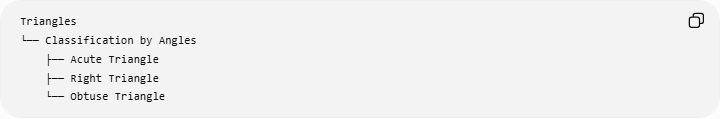 Triangles
└── Classification by Angles
    ├── Acute Triangle
    ├── Right Triangle
    └── Obtuse Triangle